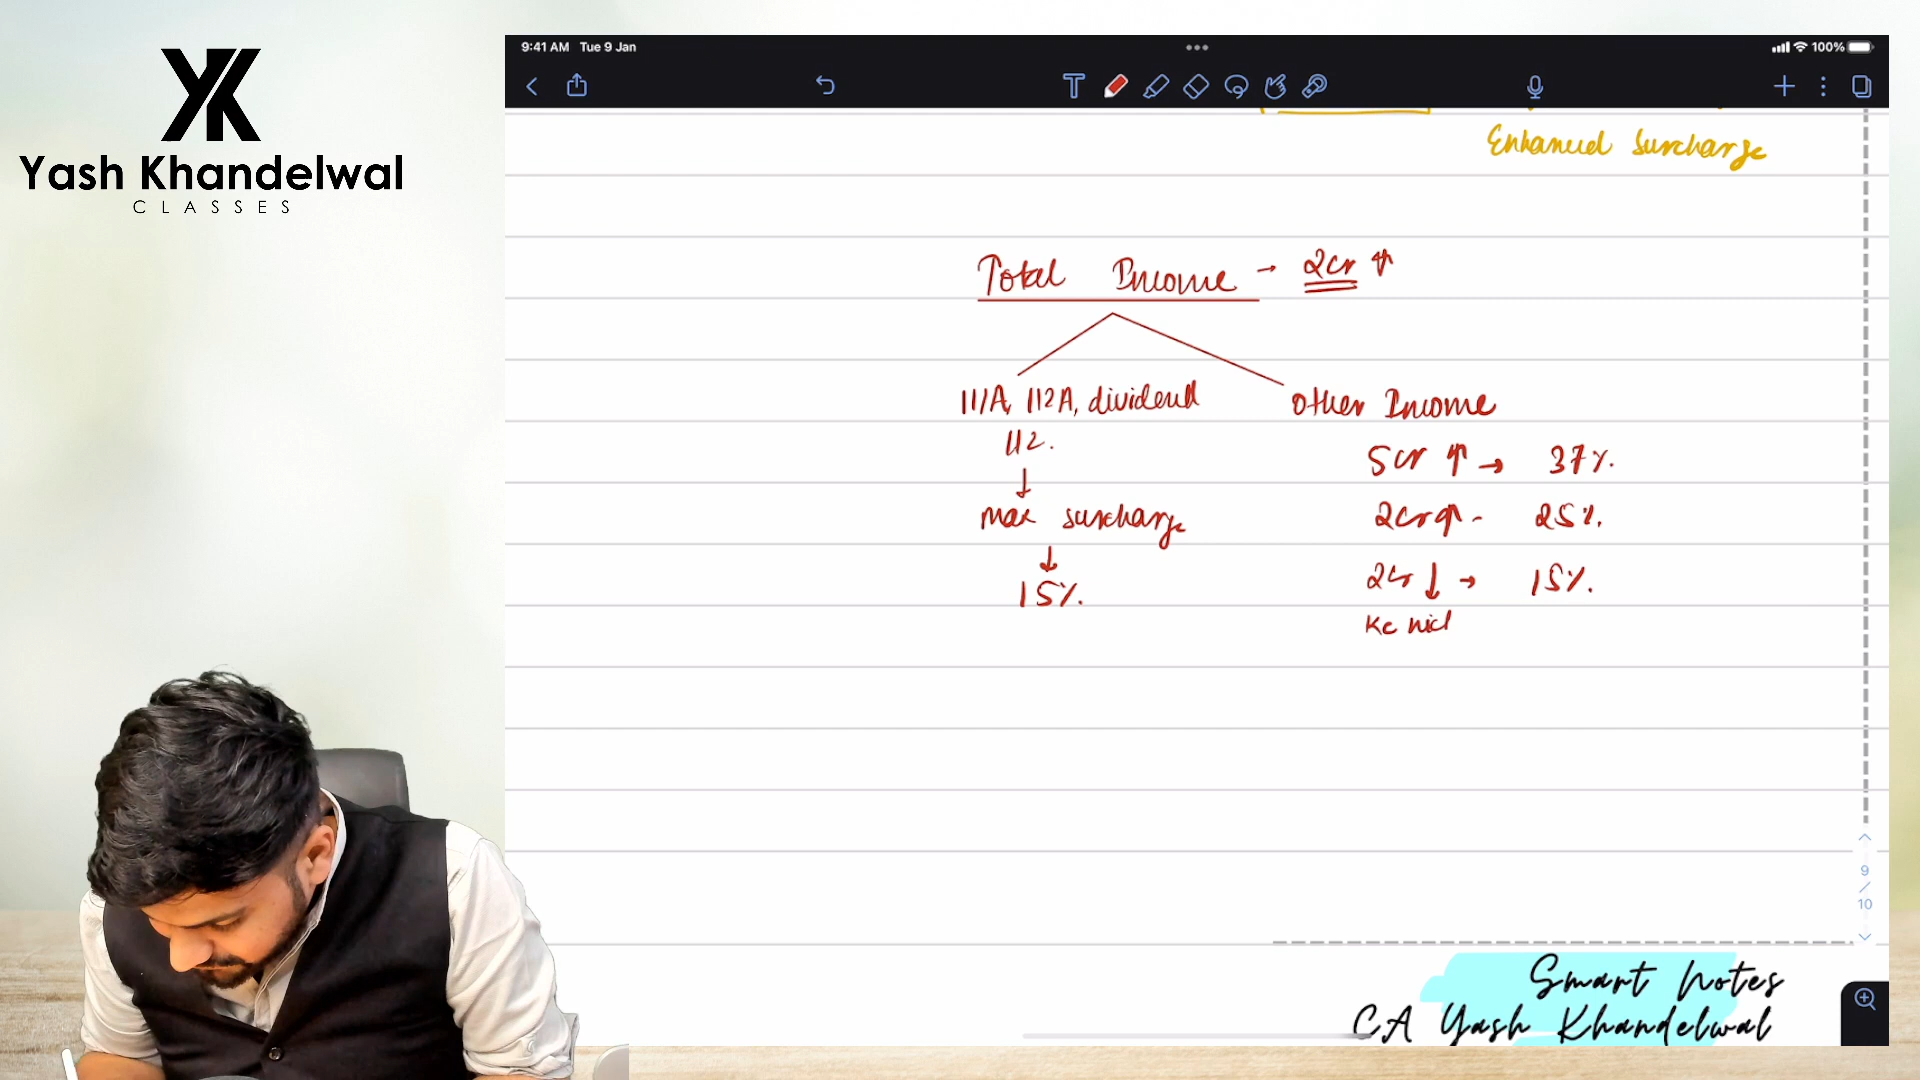 YK
Yash Khandelwal
CLASSES
9:41 AM Tue 9 Jan
100%
Enhanced Surcharge
Total Income - 2Cr ↑
111A, 112A, dividend
112.
↓
max surcharge
↓
15%.
Other Income
5cr ↑ → 37%.
2cr ↑ - 25%.
2cr ↓ → 15%.
Ke nich
9
/
10
Smart Notes
CA Yash Khandelwal